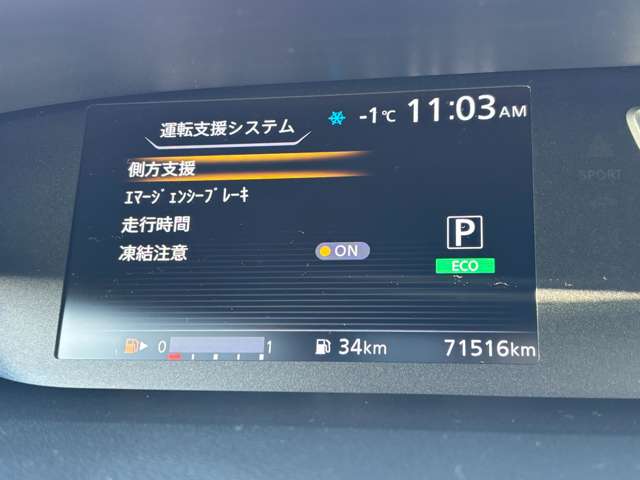 運転支援システム -1℃ 11:03 AM
側方支援
ｴﾏｰｼﾞｪﾝｼｰﾌﾞﾚｰｷ
走行時間
凍結注意 ON
P
ECO
SPORT
0 1 34km 71516km